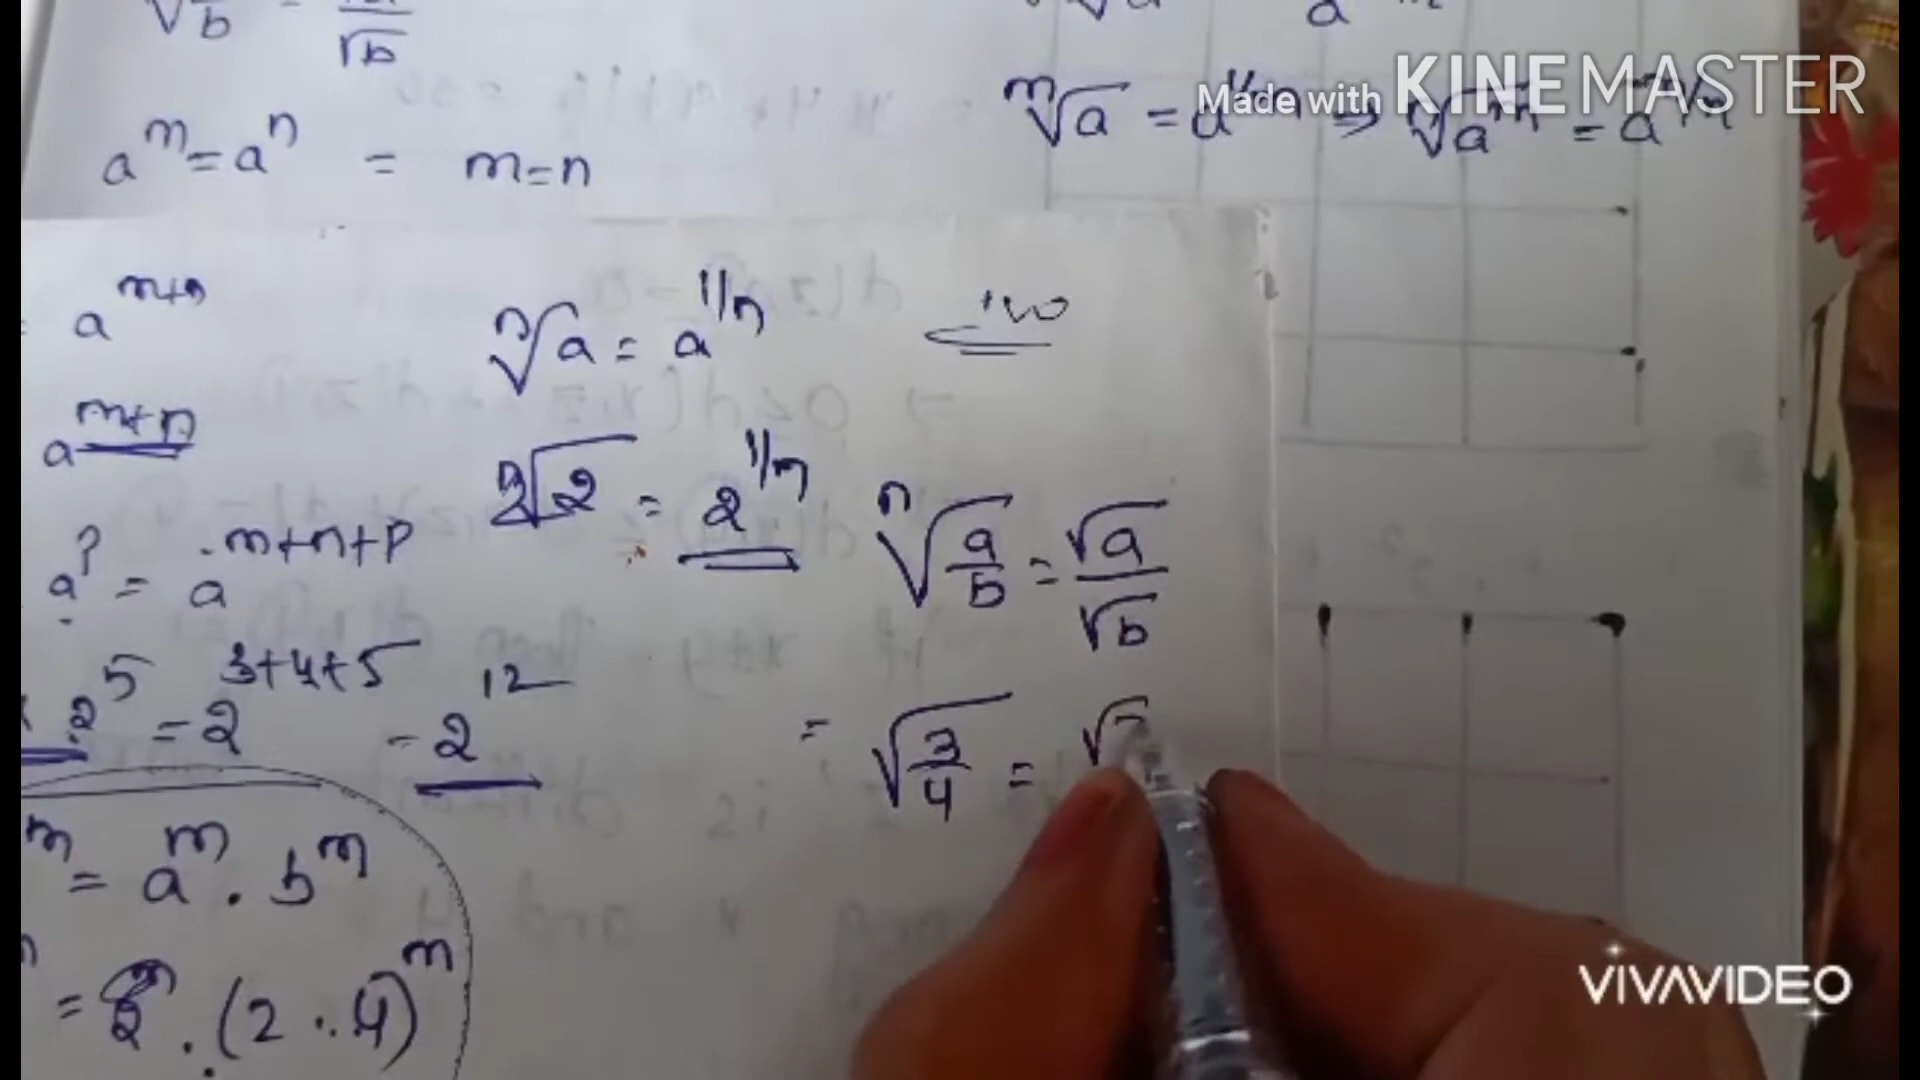 √b = / √b
a^m = a^n = m=n
ᵐ√a = a^1/m ⇒ ⁿ√a^m = a^m/n
Made with KINEMASTER
= a^m+n
ⁿ√a = a^1/n
a^m+n
ⁿ√2 = 2^1/n
ⁿ√a/b = √a/√b
a^p = a^m+n+p
.2^5 = 2^3+4+5 = 2^12
= √3/4 = √3
^m = a^m . b^m
= . (2 . 4)^m
VIVAVIDEO